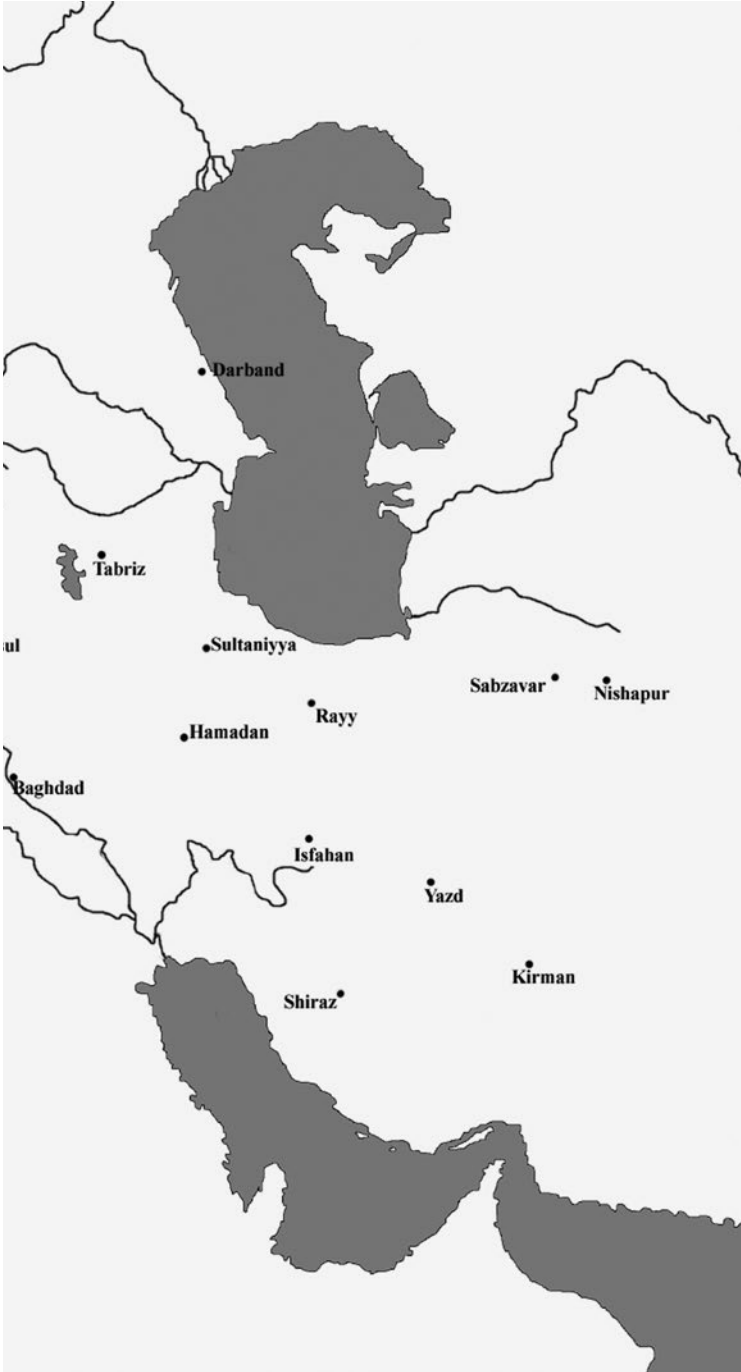 Darband
Tabriz
Sultaniyya
ul
Sabzavar
Nishapur
Rayy
Hamadan
Baghdad
Isfahan
Yazd
Kirman
Shiraz